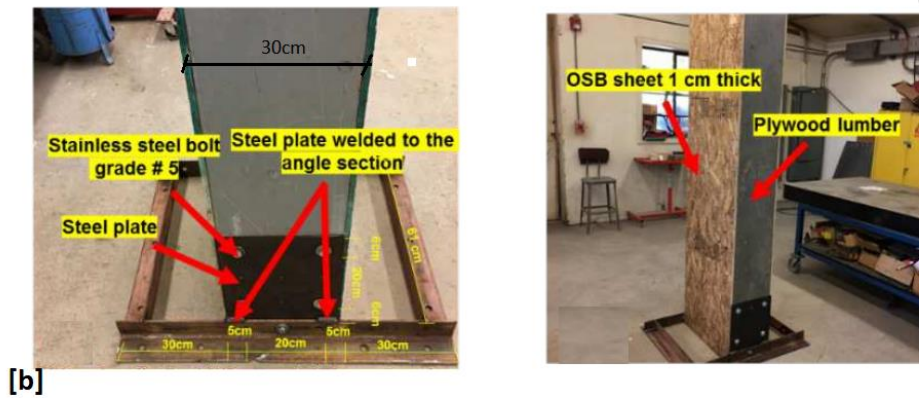 30cm
Stainless steel bolt
grade # 5
Steel plate welded to the
angle section
Steel plate
6cm
20cm
6cm
61 cm
5cm
5cm
30cm
20cm
30cm
OSB sheet 1 cm thick
Plywood lumber
[b]